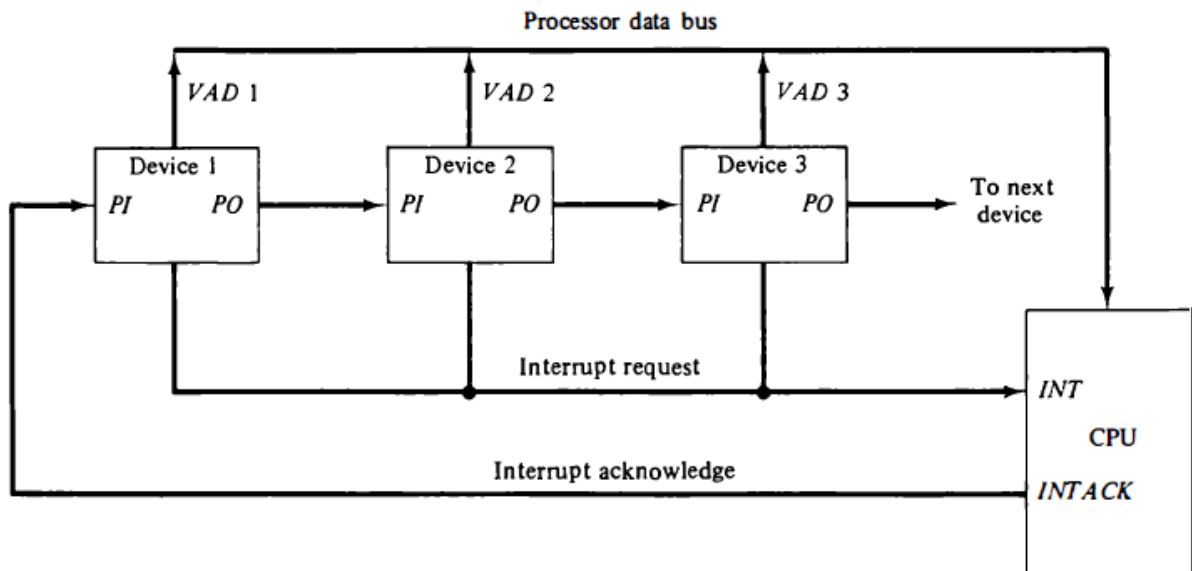 Processor data bus
VAD 1
VAD 2
VAD 3
Device 1
Device 2
Device 3
PI
PO
PI
PO
PI
PO
To next
device
Interrupt request
INT
CPU
Interrupt acknowledge
INTACK